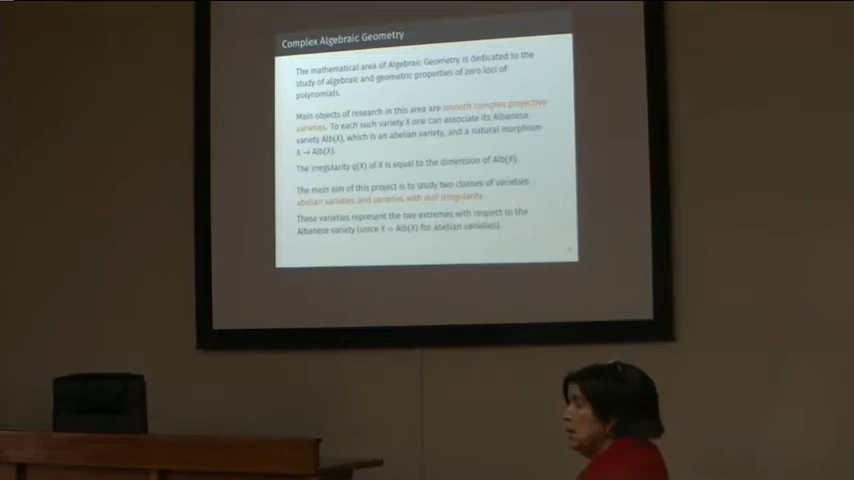 Complex Algebraic Geometry
The mathematical area of Algebraic Geometry is dedicated to the
study of algebraic and geometric properties of zero loci of
polynomials.
Main objects of research in this area are smooth complex projective
varieties. To each such variety X one can associate its Albanese
variety Alb(X), which is an abelian variety, and a natural morphism
X → Alb(X).
The irregularity q(X) of X is equal to the dimension of Alb(X).
The main aim of this project is to study two classes of varieties:
abelian varieties and varieties with null irregularity.
These varieties represent the two extremes with respect to the
Albanese variety (since X = Alb(X) for abelian varieties).